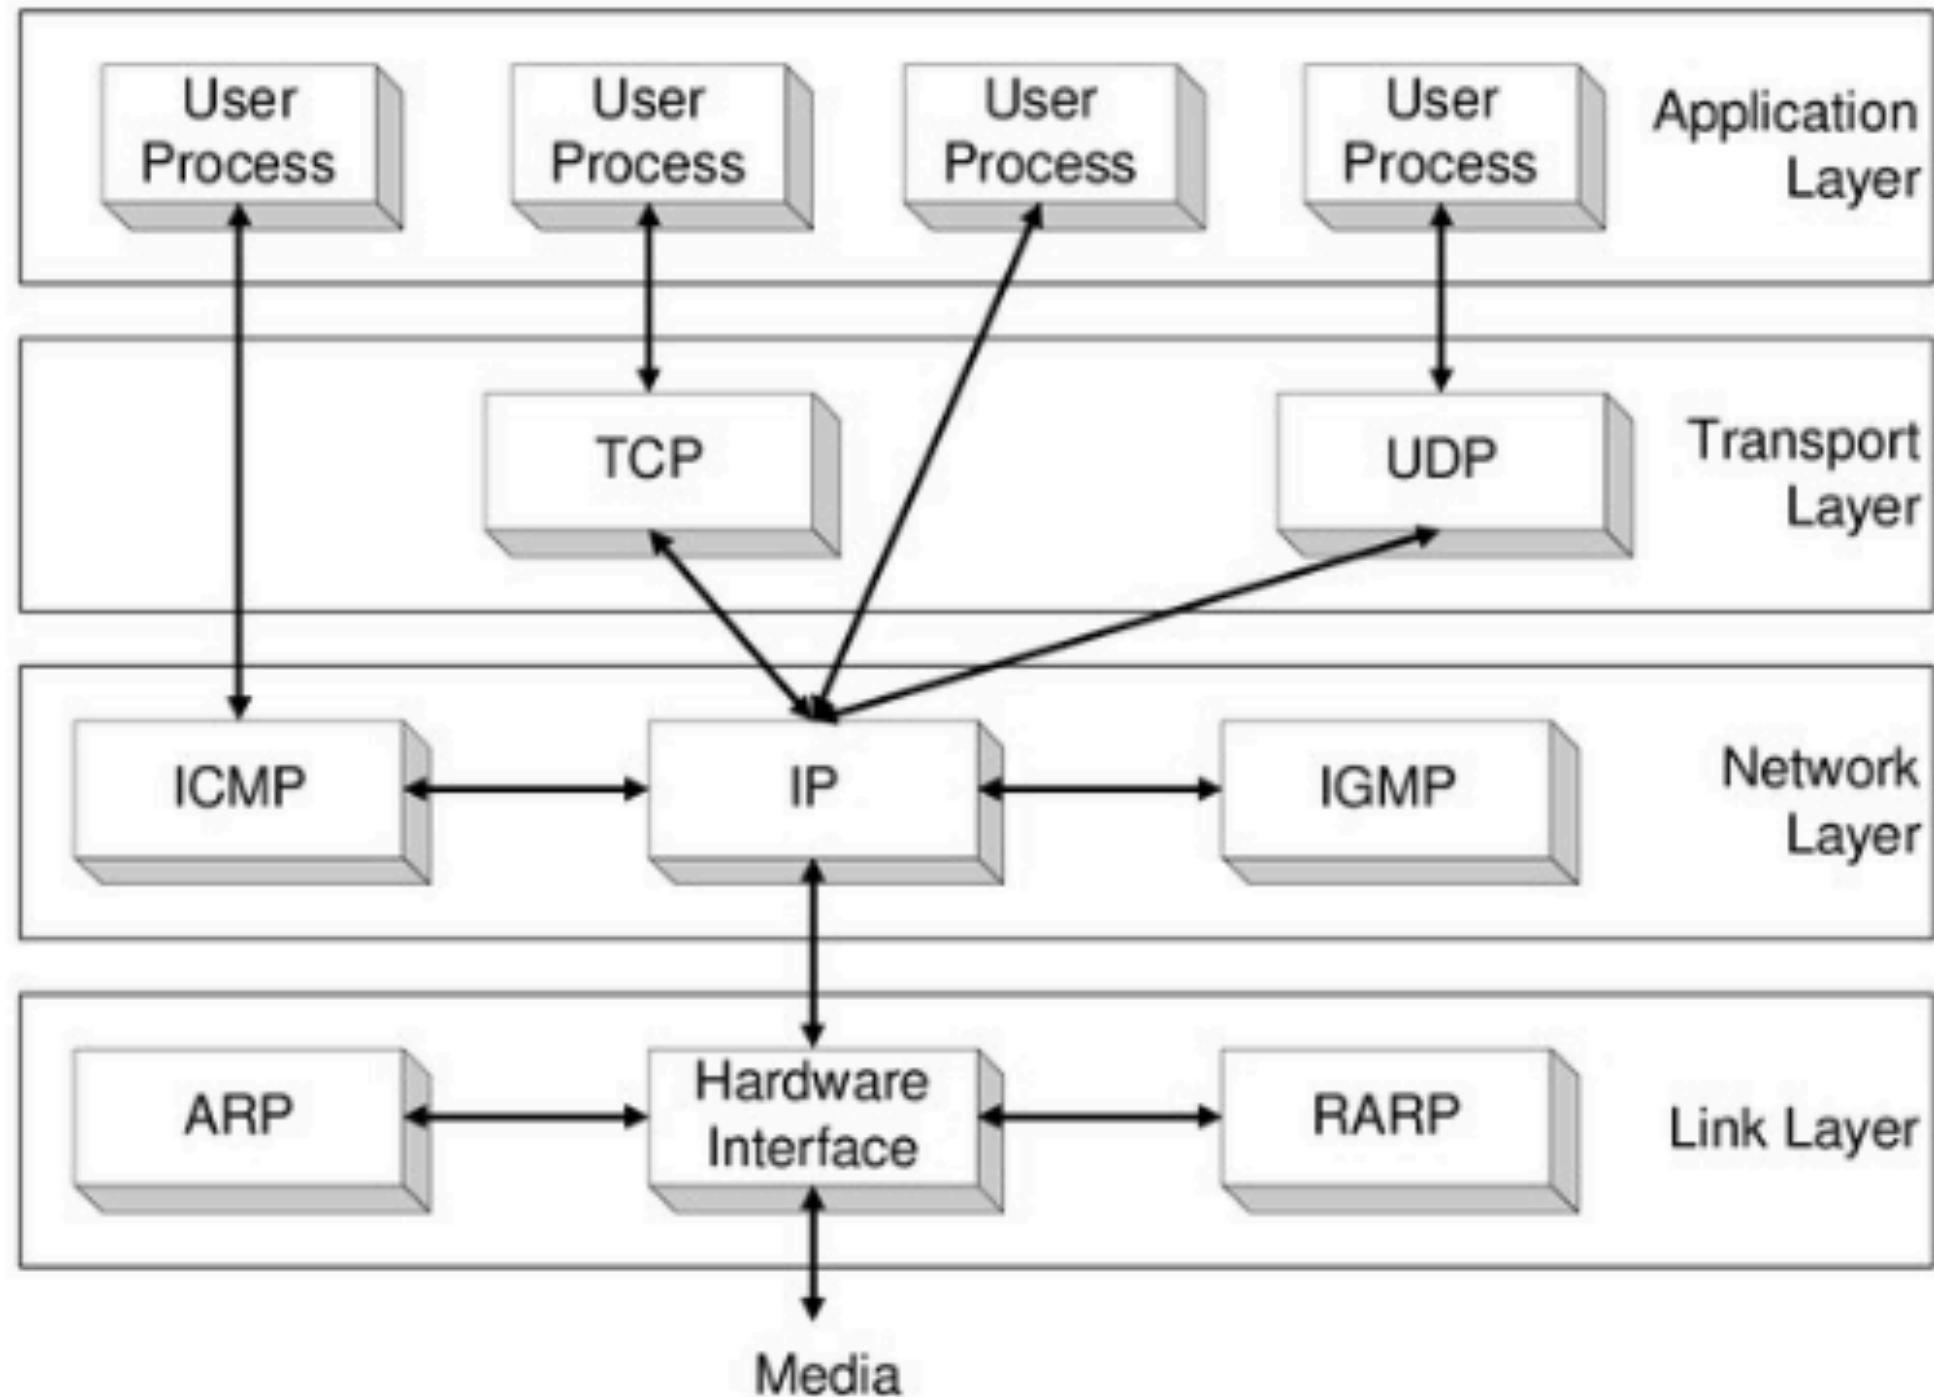 User
Process
User
Process
User
Process
User
Process
Application
Layer
TCP
UDP
Transport
Layer
ICMP
IP
IGMP
Network
Layer
ARP
Hardware
Interface
RARP
Link Layer
Media